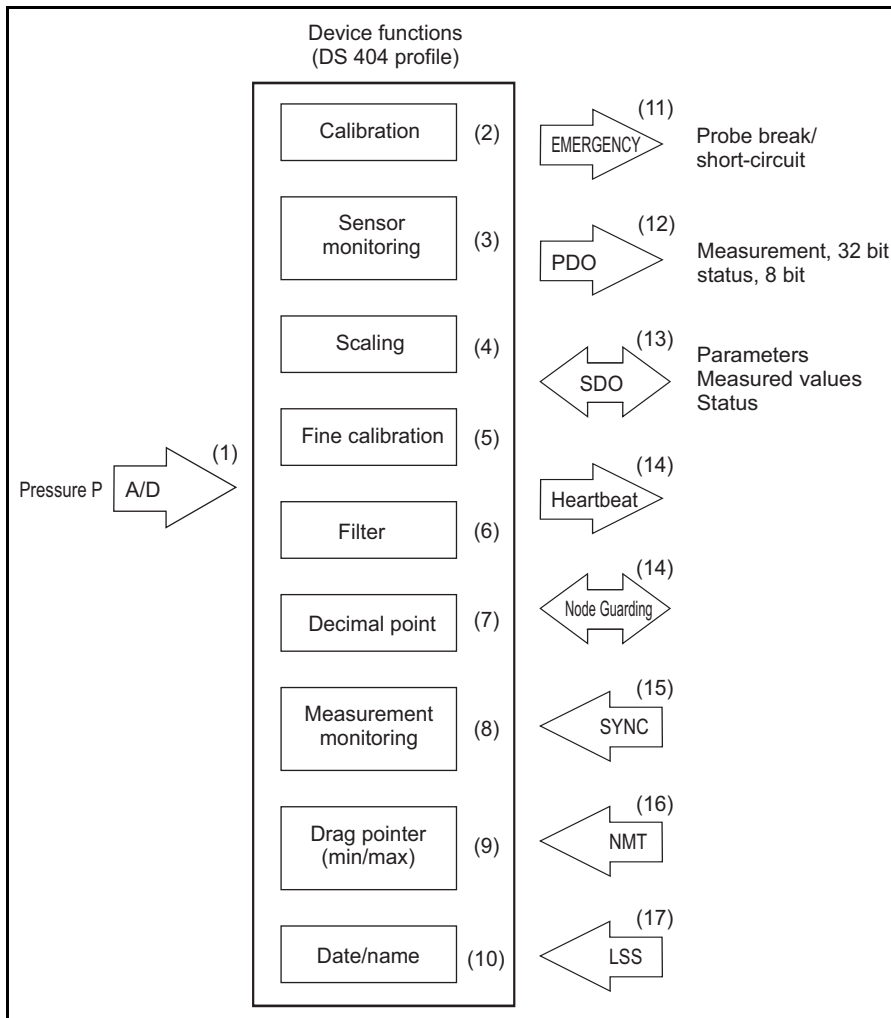 Device functions
(DS 404 profile)
Pressure P
A/D
(1)
Calibration
(2)
Sensor
monitoring
(3)
Scaling
(4)
Fine calibration
(5)
Filter
(6)
Decimal point
(7)
Measurement
monitoring
(8)
Drag pointer
(min/max)
(9)
Date/name
(10)
EMERGENCY
(11)
Probe break/
short-circuit
PDO
(12)
Measurement, 32 bit
status, 8 bit
SDO
(13)
Parameters
Measured values
Status
Heartbeat
(14)
Node Guarding
(14)
SYNC
(15)
NMT
(16)
LSS
(17)